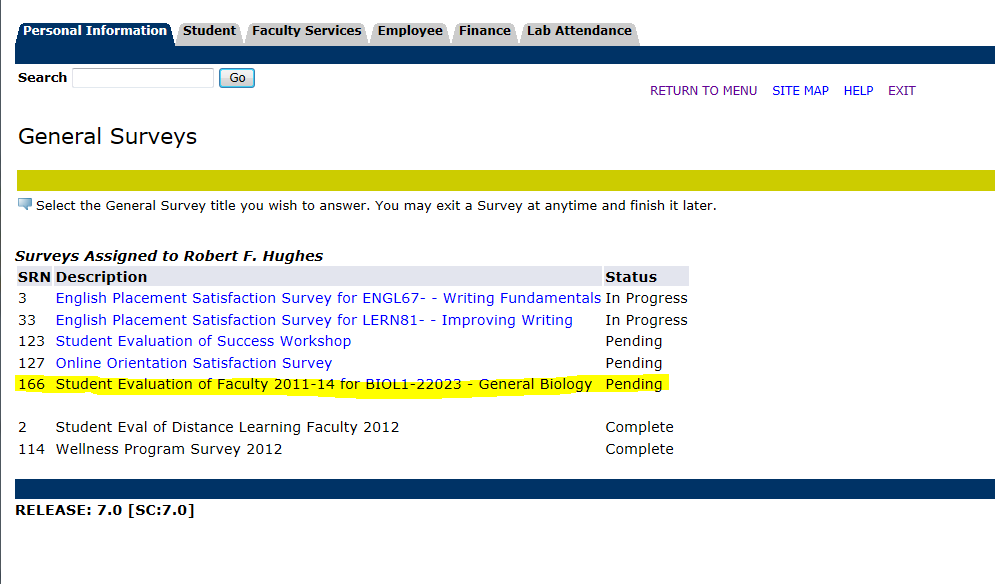 Personal Information Student Faculty Services Employee Finance Lab Attendance
Search Go
RETURN TO MENU SITE MAP HELP EXIT
General Surveys
Select the General Survey title you wish to answer. You may exit a Survey at anytime and finish it later.
Surveys Assigned to Robert F. Hughes
SRN Description Status
3 English Placement Satisfaction Survey for ENGL67- - Writing Fundamentals In Progress
33 English Placement Satisfaction Survey for LERN81- - Improving Writing In Progress
123 Student Evaluation of Success Workshop Pending
127 Online Orientation Satisfaction Survey Pending
166 Student Evaluation of Faculty 2011-14 for BIOL1-22023 - General Biology Pending
2 Student Eval of Distance Learning Faculty 2012 Complete
114 Wellness Program Survey 2012 Complete
RELEASE: 7.0 [SC:7.0]